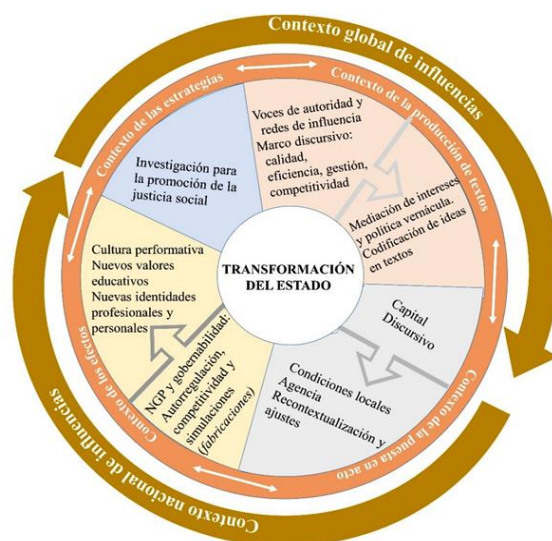 Contexto global de influencias
Contexto de las estrategias
Contexto de la producción de textos
Voces de autoridad y
redes de influencia
Marco discursivo:
calidad,
eficiencia, gestión,
competitividad
Investigación para
la promoción de la
justicia social
Mediación de intereses
y política vernácula.
Codificación de ideas
en textos
Cultura performativa
Nuevos valores
educativos
Nuevas identidades
profesionales y
personales
TRANSFORMACIÓN
DEL ESTADO
Capital
Discursivo
NGP y gobernabilidad:
Autorregulación,
competitividad y
simulaciones
(fabricaciones)
Condiciones locales
Agencia
Recontextualización y
ajustes
Contexto de los efectos
Contexto de la puesta en acto
Contexto nacional de influencias